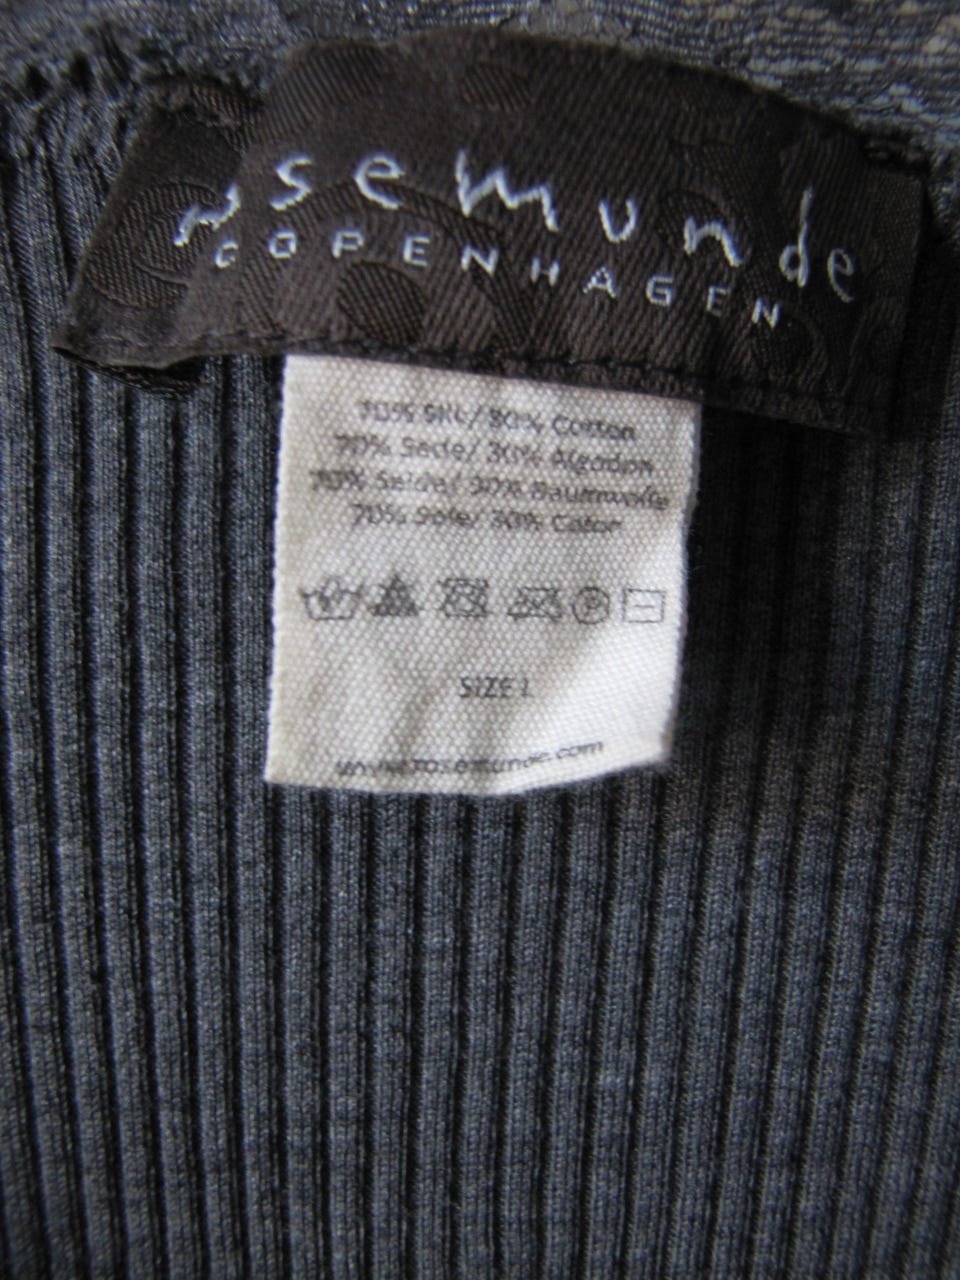 rosemunde
COPENHAGEN
70% Silk/ 30% Cotton
70% Seda/ 30% Algodon
70% Seide/ 30% Baumwolle
70% Soie/ 30% Coton
P
SIZE L
www.rosemunde.com